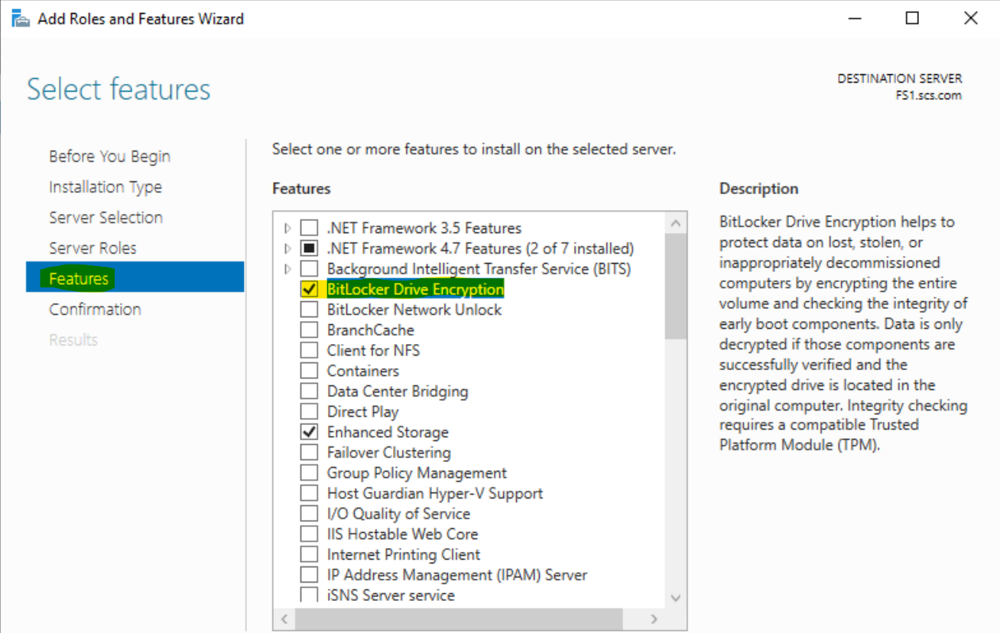 Add Roles and Features Wizard
Select features
DESTINATION SERVER
FS1.scs.com
Before You Begin
Installation Type
Server Selection
Server Roles
Features
Confirmation
Results
Select one or more features to install on the selected server.
Features
.NET Framework 3.5 Features
.NET Framework 4.7 Features (2 of 7 installed)
Background Intelligent Transfer Service (BITS)
BitLocker Drive Encryption
BitLocker Network Unlock
BranchCache
Client for NFS
Containers
Data Center Bridging
Direct Play
Enhanced Storage
Failover Clustering
Group Policy Management
Host Guardian Hyper-V Support
I/O Quality of Service
IIS Hostable Web Core
Internet Printing Client
IP Address Management (IPAM) Server
iSNS Server service
Description
BitLocker Drive Encryption helps to
protect data on lost, stolen, or
inappropriately decommissioned
computers by encrypting the entire
volume and checking the integrity of
early boot components. Data is only
decrypted if those components are
successfully verified and the
encrypted drive is located in the
original computer. Integrity checking
requires a compatible Trusted
Platform Module (TPM).